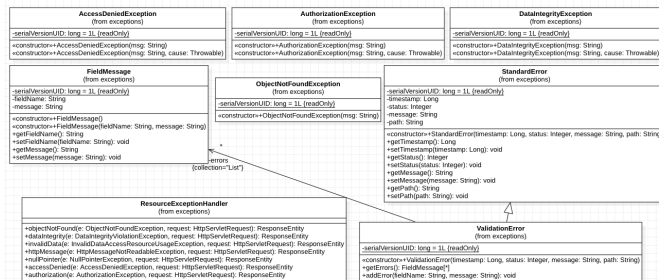 AccessDeniedException
(from exceptions)
-serialVersionUID: long = 1L {readOnly}
«constructor»+AccessDeniedException(msg: String)
«constructor»+AccessDeniedException(msg: String, cause: Throwable)
AuthorizationException
(from exceptions)
-serialVersionUID: long = 1L {readOnly}
«constructor»+AuthorizationException(msg: String)
«constructor»+AuthorizationException(msg: String, cause: Throwable)
DataIntegrityException
(from exceptions)
-serialVersionUID: long = 1L {readOnly}
«constructor»+DataIntegrityException(msg: String)
«constructor»+DataIntegrityException(msg: String, cause: Throwable)
FieldMessage
(from exceptions)
-serialVersionUID: long = 1L {readOnly}
-fieldName: String
-message: String
«constructor»+FieldMessage()
«constructor»+FieldMessage(fieldName: String, message: String)
+getFieldName(): String
+setFieldName(fieldName: String): void
+getMessage(): String
+setMessage(message: String): void
ObjectNotFoundException
(from exceptions)
-serialVersionUID: long = 1L {readOnly}
«constructor»+ObjectNotFoundException(msg: String)
StandardError
(from exceptions)
-serialVersionUID: long = 1L {readOnly}
-timestamp: Long
-status: Integer
-message: String
-path: String
«constructor»+StandardError(timestamp: Long, status: Integer, message: String, path: String
+getTimestamp(): Long
+setTimestamp(timestamp: Long): void
+getStatus(): Integer
+setStatus(status: Integer): void
+getMessage(): String
+setMessage(message: String): void
+getPath(): String
+setPath(path: String): void
*
-errors
{collection="List"}
ResourceExceptionHandler
(from exceptions)
+objectNotFound(e: ObjectNotFoundException, request: HttpServletRequest): ResponseEntity
+dataIntegrity(e: DataIntegrityViolationException, request: HttpServletRequest): ResponseEntity
+invalidData(e: InvalidDataAccessResourceUsageException, request: HttpServletRequest): ResponseEntity
+httpMessage(e: HttpMessageNotReadableException, request: HttpServletRequest): ResponseEntity
+nullPointer(e: NullPointerException, request: HttpServletRequest): ResponseEntity
+accessDenied(e: AccessDeniedException, request: HttpServletRequest): ResponseEntity
+authorization(e: AuthorizationException, request: HttpServletRequest): ResponseEntity
ValidationError
(from exceptions)
-serialVersionUID: long = 1L {readOnly}
«constructor»+ValidationError(timestamp: Long, status: Integer, message: String, path: String)
+getErrors(): FieldMessage[*]
+addError(fieldName: String, message: String): void